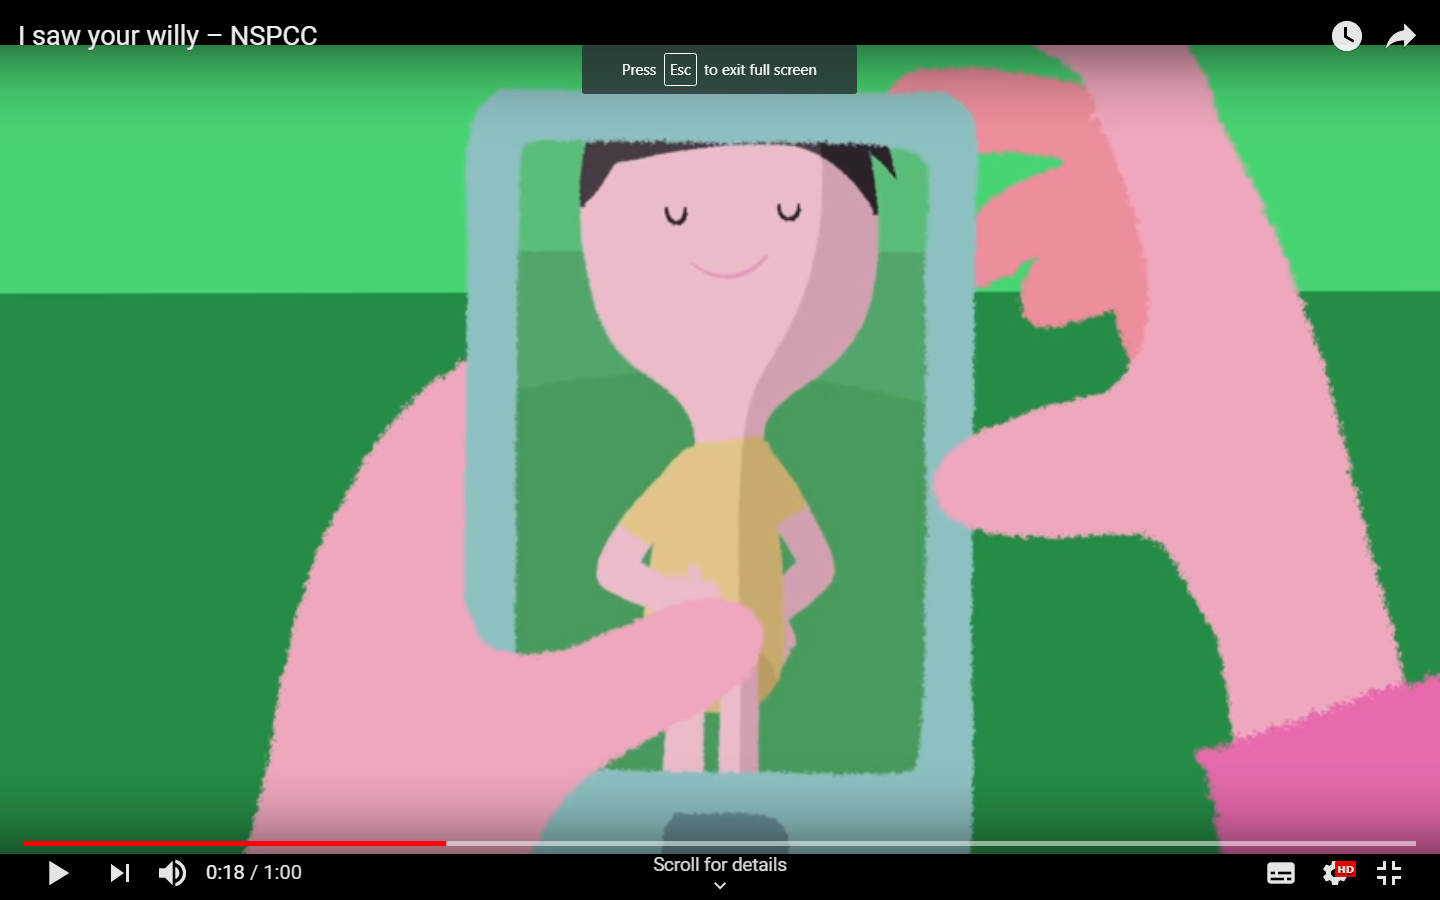 I saw your willy – NSPCC
Press Esc to exit full screen
0:18 / 1:00
Scroll for details
HD